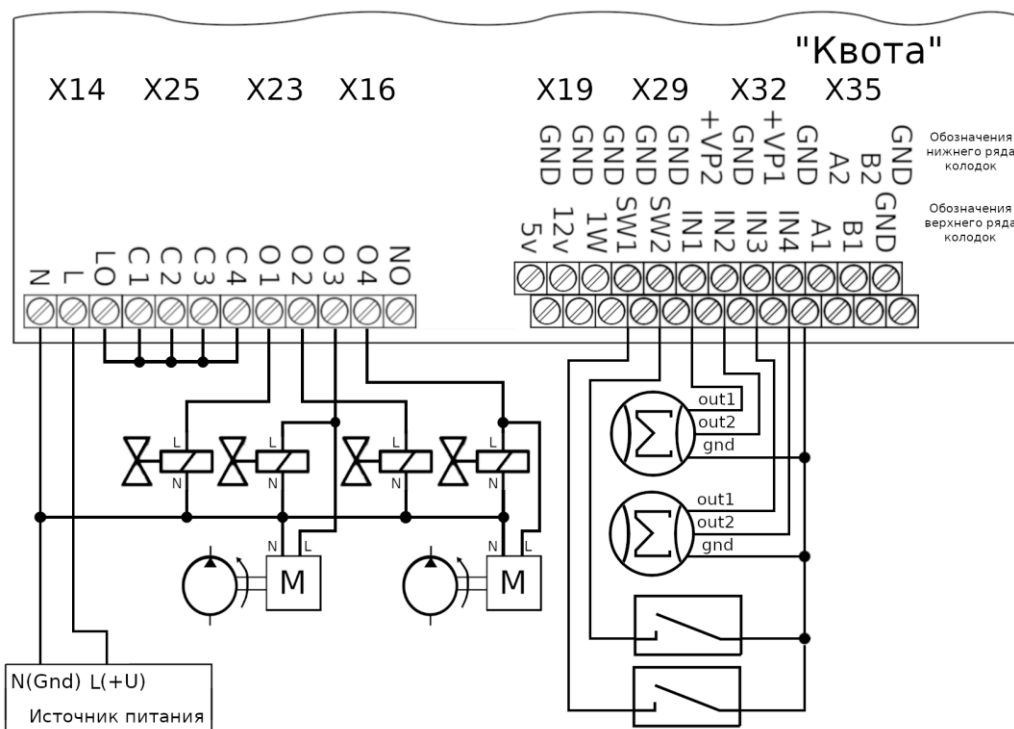 "Квота"
X14 X25 X23 X16 X19 X29 X32 X35
GND GND GND GND GND +VP2 GND +VP1 GND A2 B2 GND
Обозначения
нижнего ряда
колодок
5v 12v 1W SW1 SW2 IN1 IN2 IN3 IN4 A1 B1 GND
Обозначения
верхнего ряда
колодок
N L LO C1 C2 C3 C4 O1 O2 O3 O4 NO
out1
out2
gnd
L L L L
N N N N
out1
out2
gnd
N L N L
M M
N(Gnd) L(+U)
Источник питания